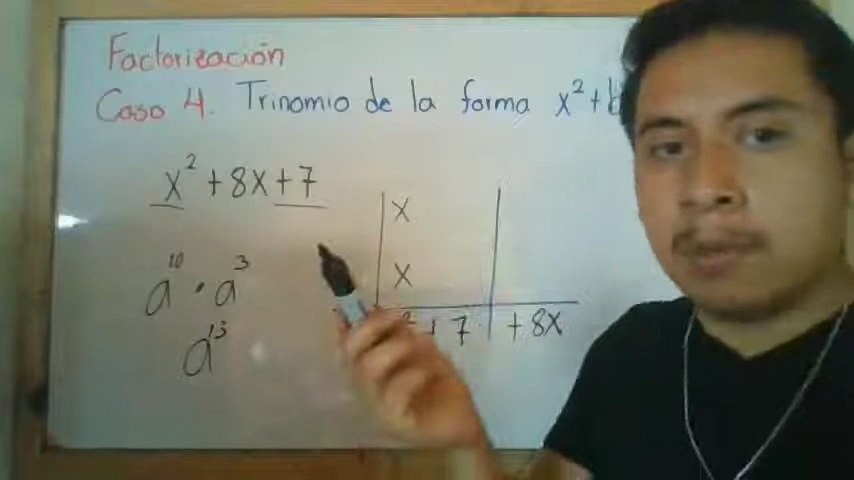 Factorización
Caso 4. Trinomio de la forma x² +
x² +8x +7
x
a¹⁰ · a³
x
+ 7 +8x
a¹³